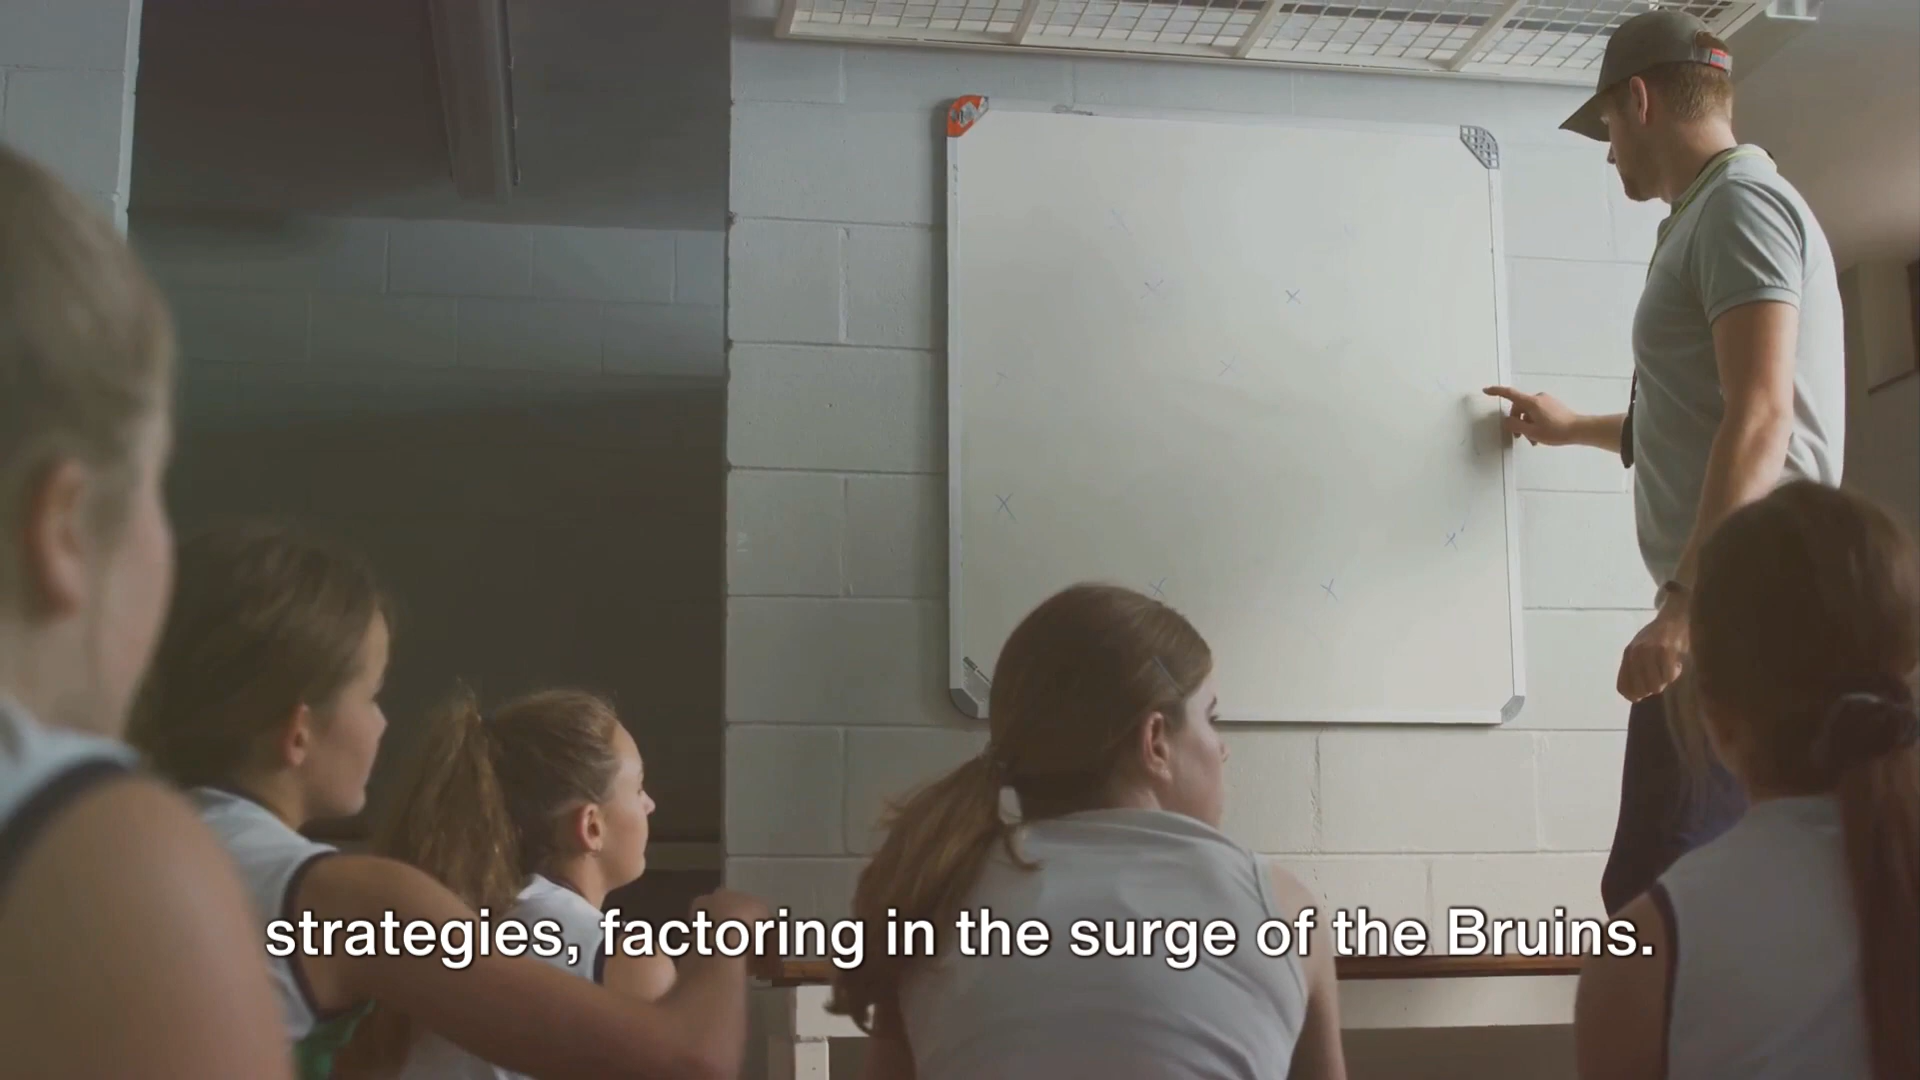 strategies, factoring in the surge of the Bruins.